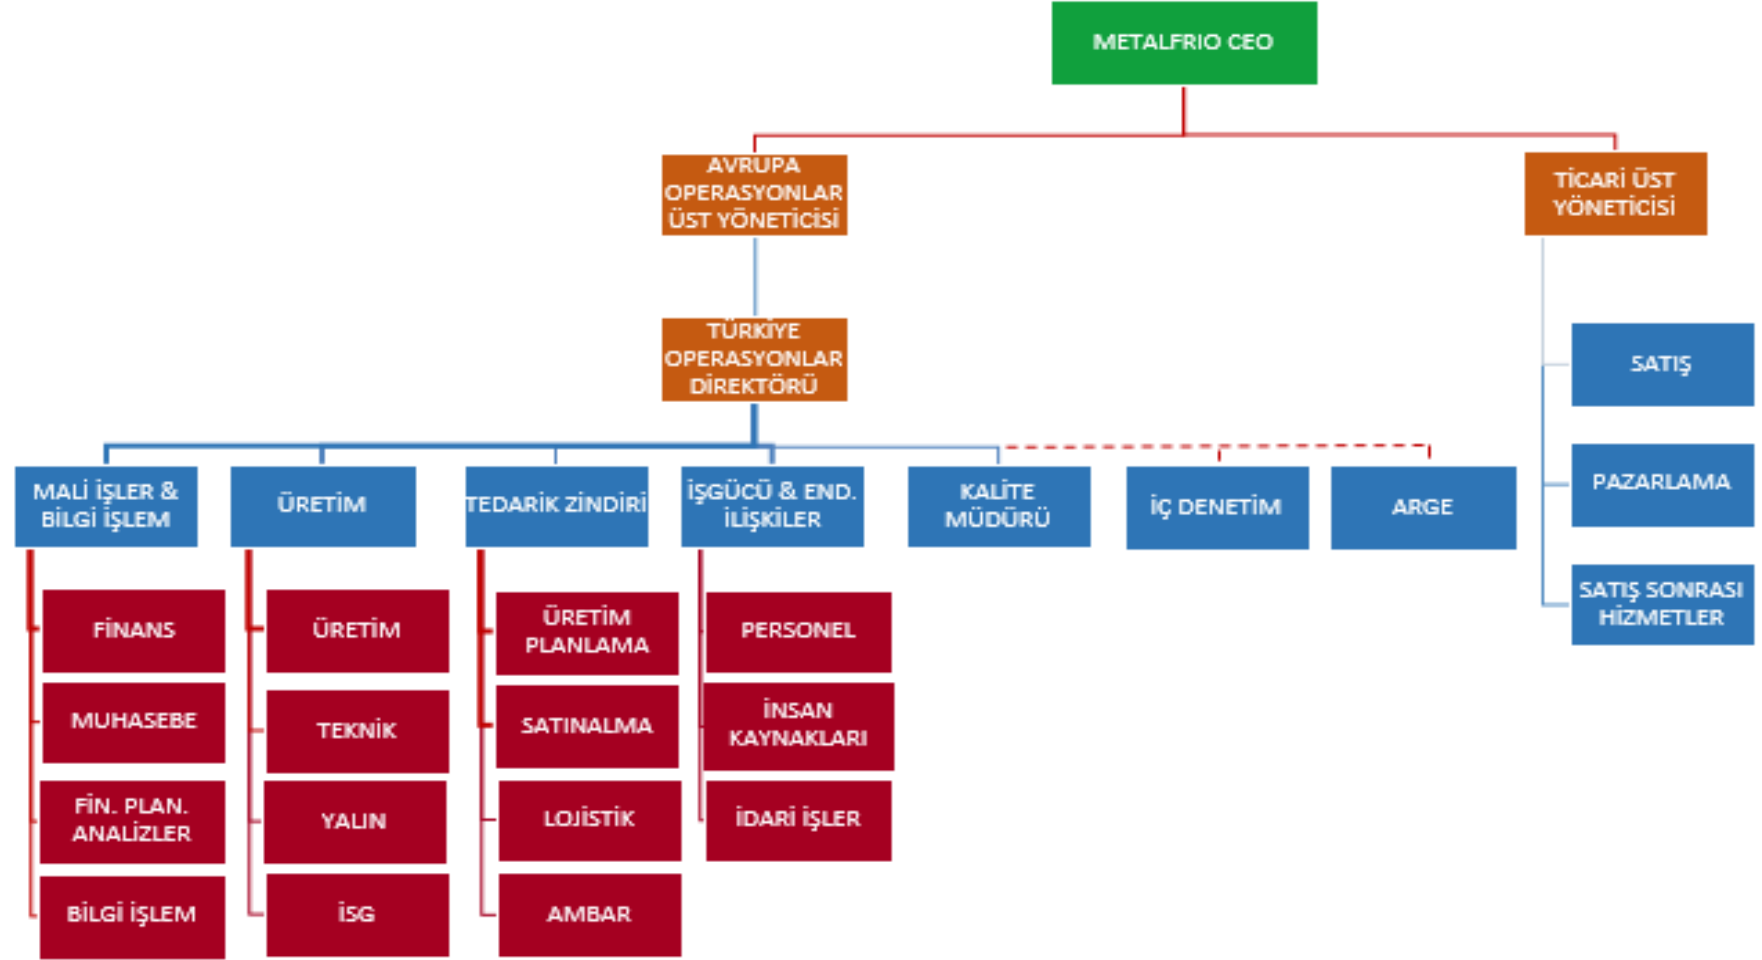 METALFRIO CEO
AVRUPA
OPERASYONLAR
ÜST YÖNETİCİSİ
TİCARİ ÜST
YÖNETİCİSİ
TÜRKİYE
OPERASYONLAR
DİREKTÖRÜ
SATIŞ
PAZARLAMA
SATIŞ SONRASI
HİZMETLER
MALİ İŞLER &
BİLGİ İŞLEM
ÜRETİM
TEDARİK ZİNDİRİ
İŞGÜCÜ & END.
İLİŞKİLER
KALİTE
MÜDÜRÜ
İÇ DENETİM
ARGE
FİNANS
MUHASEBE
FİN. PLAN.
ANALİZLER
BİLGİ İŞLEM
ÜRETİM
TEKNİK
YALIN
İSG
ÜRETİM
PLANLAMA
SATINALMA
LOJİSTİK
AMBAR
PERSONEL
İNSAN
KAYNAKLARI
İDARİ İŞLER